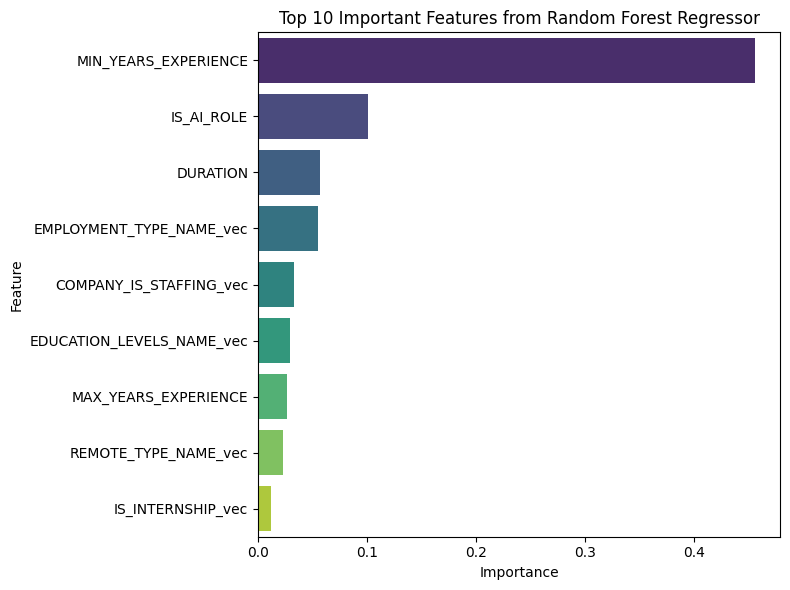 Top 10 Important Features from Random Forest Regressor
Feature
MIN_YEARS_EXPERIENCE
IS_AI_ROLE
DURATION
EMPLOYMENT_TYPE_NAME_vec
COMPANY_IS_STAFFING_vec
EDUCATION_LEVELS_NAME_vec
MAX_YEARS_EXPERIENCE
REMOTE_TYPE_NAME_vec
IS_INTERNSHIP_vec
0.0 0.1 0.2 0.3 0.4
Importance